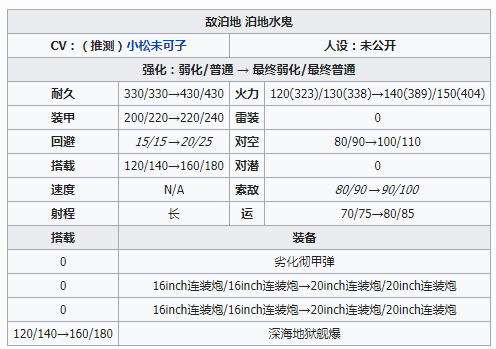 敌泊地 泊地水鬼
CV：（推测）小松未可子 人设：未公开
强化：弱化/普通 → 最终弱化/最终普通
耐久 330/330→430/430 火力 120(323)/130(338)→140(389)/150(404)
装甲 200/220→220/240 雷装 0
回避 15/15→20/25 对空 80/90→100/110
搭载 120/140→160/180 对潜 0
速度 N/A 索敌 80/90→90/100
射程 长 运 70/75→80/85
搭载 装备
0 劣化彻甲弹
0 16inch连装炮/16inch连装炮→20inch连装炮/20inch连装炮
0 16inch连装炮/16inch连装炮→20inch连装炮/20inch连装炮
120/140→160/180 深海地狱舰爆